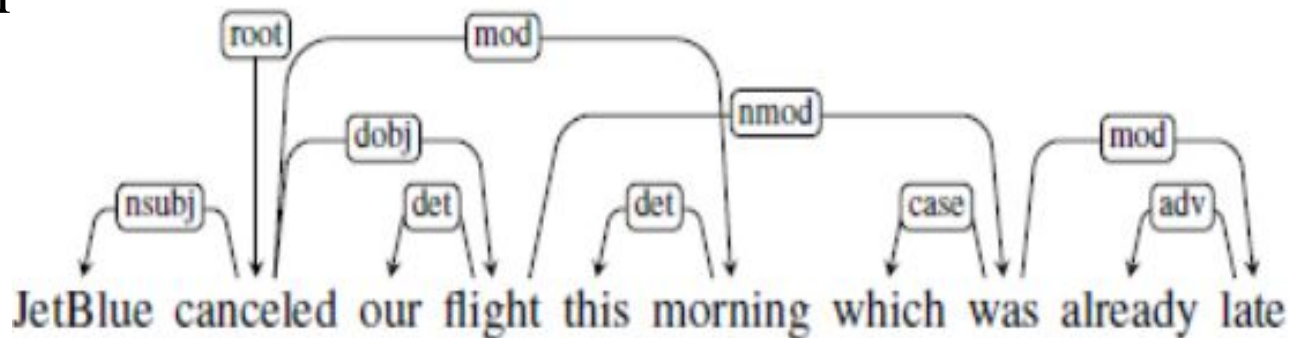 root mod
nmod
dobj mod
nsubj det det case adv
JetBlue canceled our flight this morning which was already late